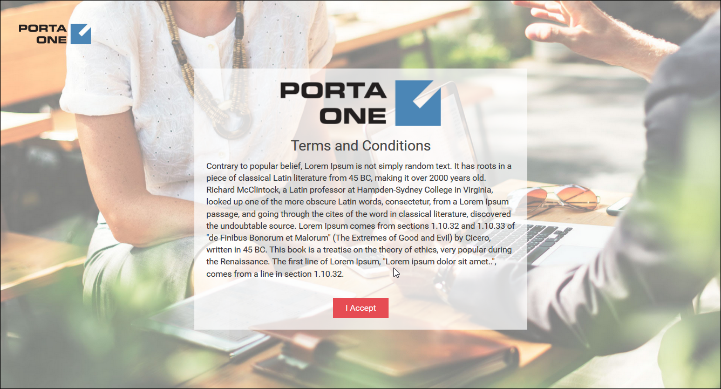 PORTA
ONE
PORTA
ONE
Terms and Conditions
Contrary to popular belief, Lorem Ipsum is not simply random text. It has roots in a
piece of classical Latin literature from 45 BC, making it over 2000 years old.
Richard McClintock, a Latin professor at Hampden-Sydney College in Virginia,
looked up one of the more obscure Latin words, consectetur, from a Lorem Ipsum
passage, and going through the cites of the word in classical literature, discovered
the undoubtable source. Lorem Ipsum comes from sections 1.10.32 and 1.10.33 of
"de Finibus Bonorum et Malorum" (The Extremes of Good and Evil) by Cicero,
written in 45 BC. This book is a treatise on the theory of ethics, very popular during
the Renaissance. The first line of Lorem Ipsum, "Lorem ipsum dolor sit amet..",
comes from a line in section 1.10.32.
I Accept